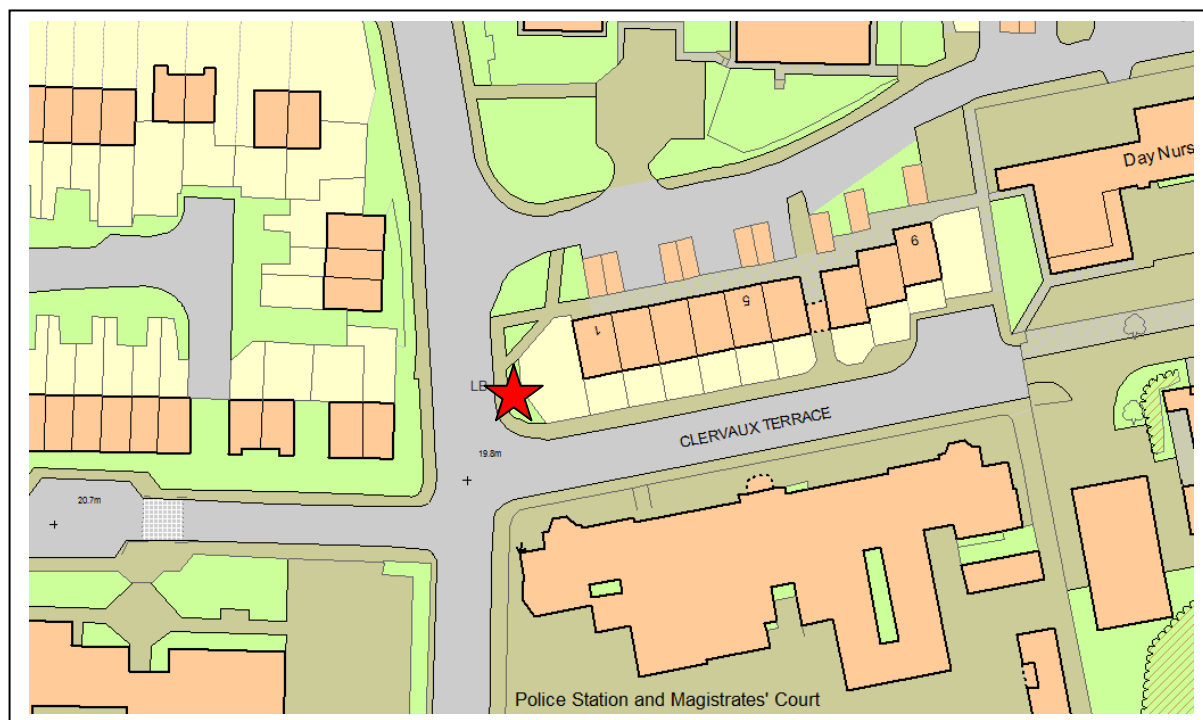 Day Nurs
9
1
5
LB
CLERVAUX TERRACE
19.8m
20.7m
Police Station and Magistrates' Court